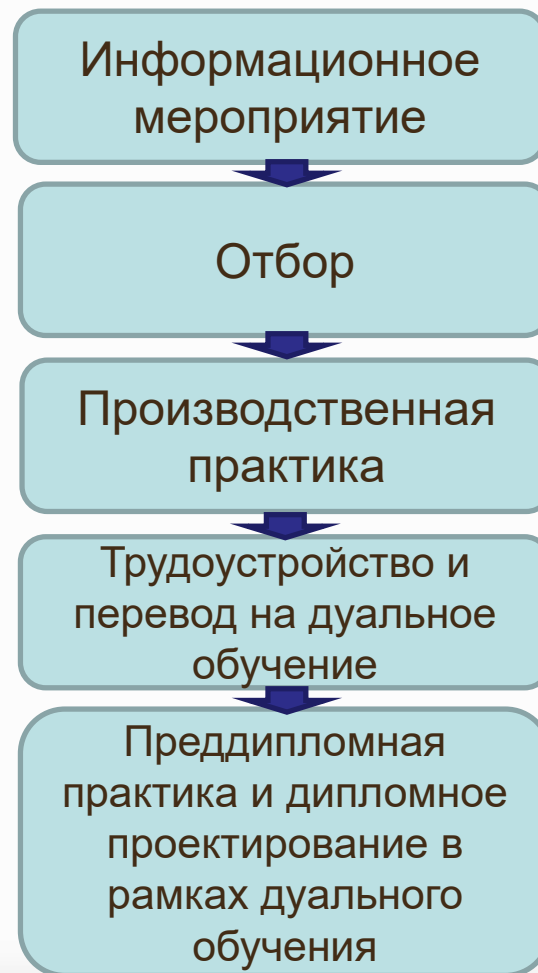 Информационное
мероприятие
Отбор
Производственная
практика
Трудоустройство и
перевод на дуальное
обучение
Преддипломная
практика и дипломное
проектирование в
рамках дуального
обучения